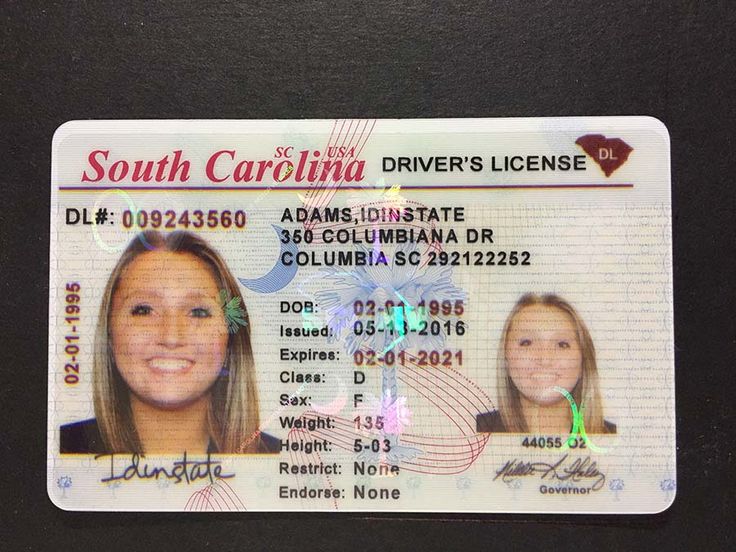 SC USA
South Carolina DRIVER'S LICENSE DL
DL#: 009243560
ADAMS,IDINSTATE
350 COLUMBIANA DR
COLUMBIA SC 292122252
02-01-1995
DOB: 02-01-1995
Issued: 05-13-2016
Expires: 02-01-2021
Class: D
Sex: F
Weight: 135
Height: 5-03
Restrict: None
Endorse: None
Idinstate
44055 02
Governor